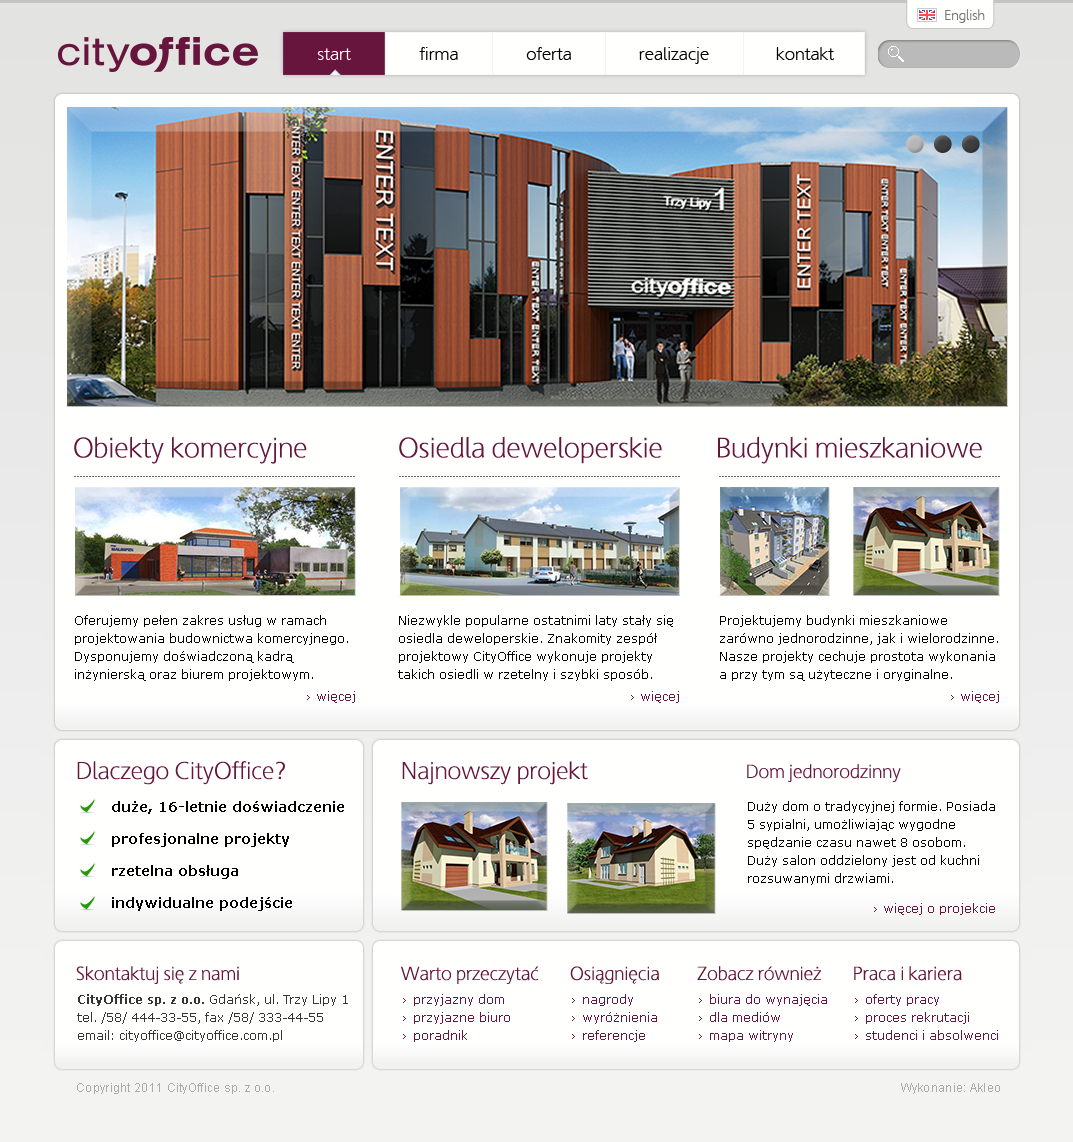 English
cityoffice
start
firma
oferta
realizacje
kontakt
ENTER TEXT ENTER TEXT ENTER TEXT ENTER
ENTER TEXT
ENTER TEXT ENTER TEXT
Trzy Lipy 1
cityoffice
ENTER TEXT
ENTER TEXT ENTER TEXT
ENTER TEXT ENTER TEXT
Obiekty komercyjne
Osiedla deweloperskie
Budynki mieszkaniowe
Oferujemy pełen zakres usług w ramach
projektowania budownictwa komercyjnego.
Dysponujemy doświadczoną kadrą
inżynierską oraz biurem projektowym.
› więcej
Niezwykle popularne ostatnimi laty stały się
osiedla deweloperskie. Znakomity zespół
projektowy CityOffice wykonuje projekty
takich osiedli w rzetelny i szybki sposób.
› więcej
Projektujemy budynki mieszkaniowe
zarówno jednorodzinne, jak i wielorodzinne.
Nasze projekty cechuje prostota wykonania
a przy tym są użyteczne i oryginalne.
› więcej
Dlaczego CityOffice?
duże, 16-letnie doświadczenie
profesjonalne projekty
rzetelna obsługa
indywidualne podejście
Najnowszy projekt
Dom jednorodzinny
Duży dom o tradycyjnej formie. Posiada
5 sypialni, umożliwiając wygodne
spędzanie czasu nawet 8 osobom.
Duży salon oddzielony jest od kuchni
rozsuwanymi drzwiami.
› więcej o projekcie
Skontaktuj się z nami
CityOffice sp. z o.o. Gdańsk, ul. Trzy Lipy 1
tel. /58/ 444-33-55, fax /58/ 333-44-55
email: cityoffice@cityoffice.com.pl
Warto przeczytać
› przyjazny dom
› przyjazne biuro
› poradnik
Osiągnięcia
› nagrody
› wyróżnienia
› referencje
Zobacz również
› biura do wynajęcia
› dla mediów
› mapa witryny
Praca i kariera
› oferty pracy
› proces rekrutacji
› studenci i absolwenci
Copyright 2011 CityOffice sp. z o.o.
Wykonanie: Akleo